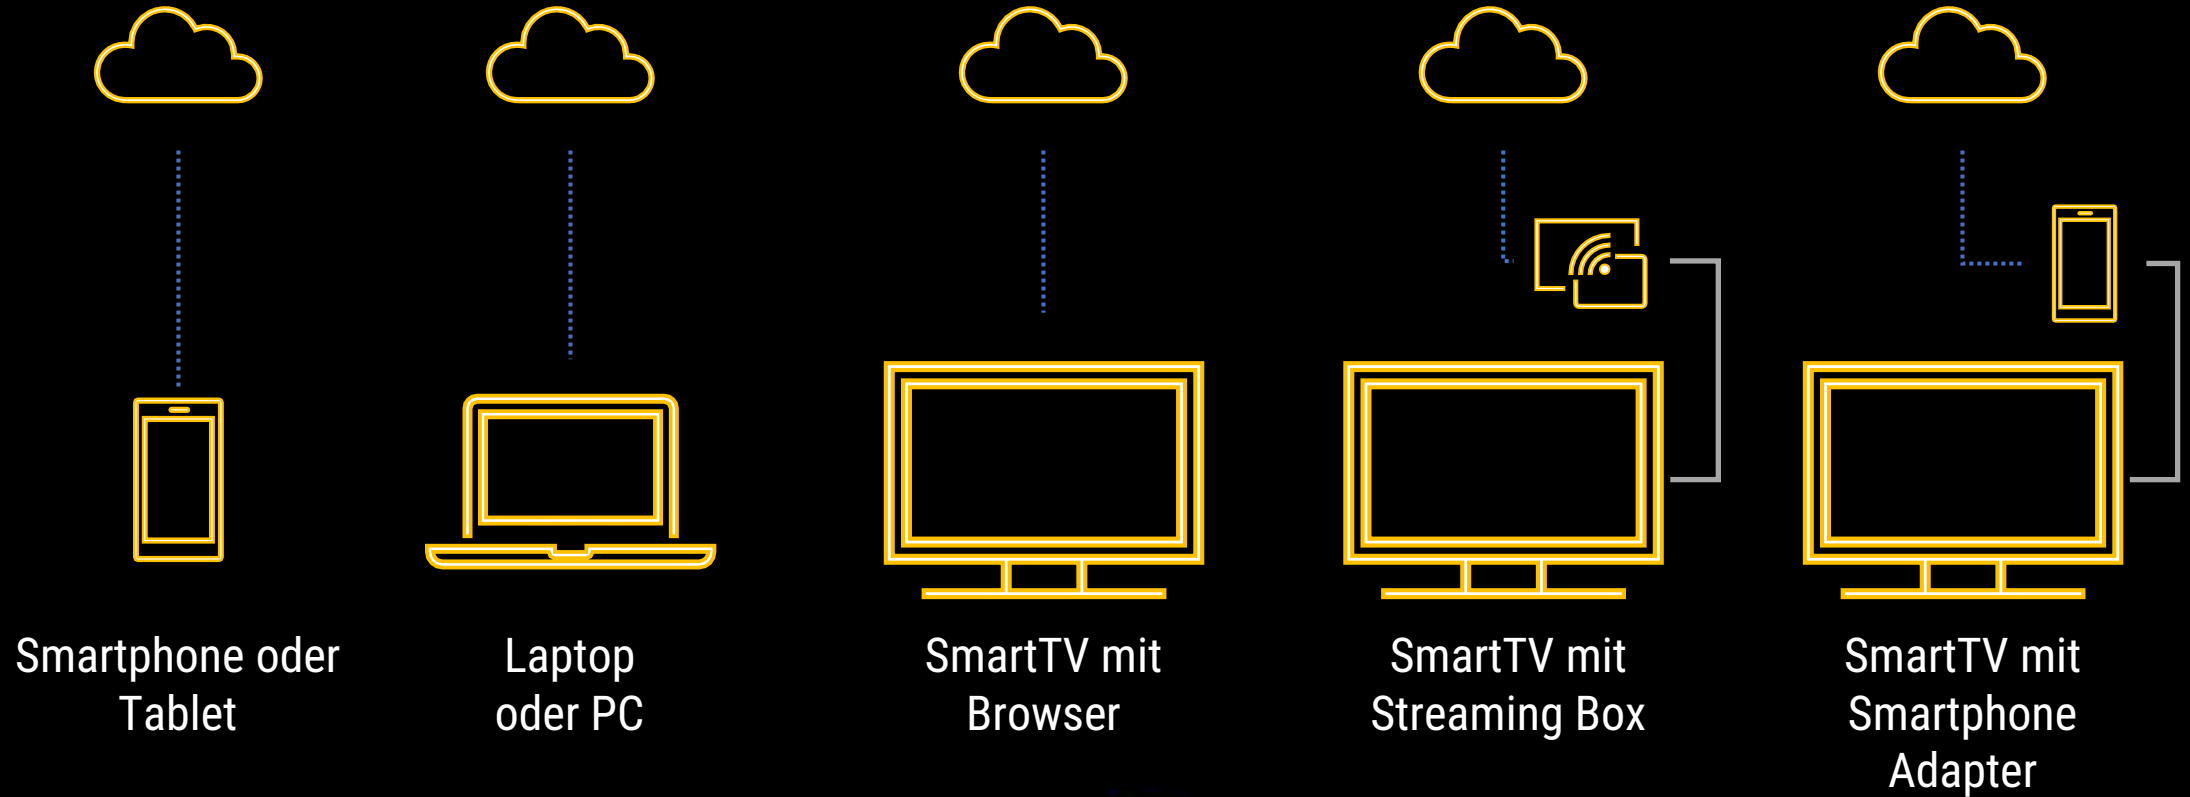 Smartphone oder
Tablet
Laptop
oder PC
SmartTV mit
Browser
SmartTV mit
Streaming Box
SmartTV mit
Smartphone
Adapter